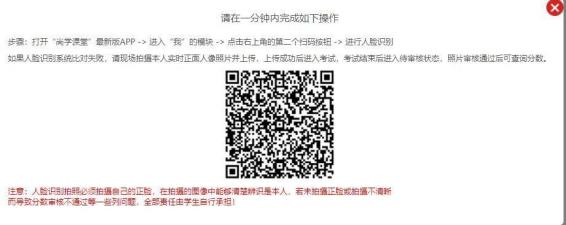 请在一分钟内完成如下操作
步骤：打开“尚学课堂”最新版APP -> 进入“我”的模块 -> 点击右上角的第二个扫码按钮 -> 进行人脸识别
如果人脸识别系统比对失败，请现场拍摄本人实时正面人像照片并上传，上传成功后进入考试，考试结束后进入待审核状态，照片审核通过后可查询分数。
注意：人脸识别拍照必须拍摄自己的正脸，在拍摄的图像中能够清楚辨识是本人，若未拍摄正脸或拍摄不清晰
而导致分数审核不通过等一些列问题，全部责任由学生自行承担！